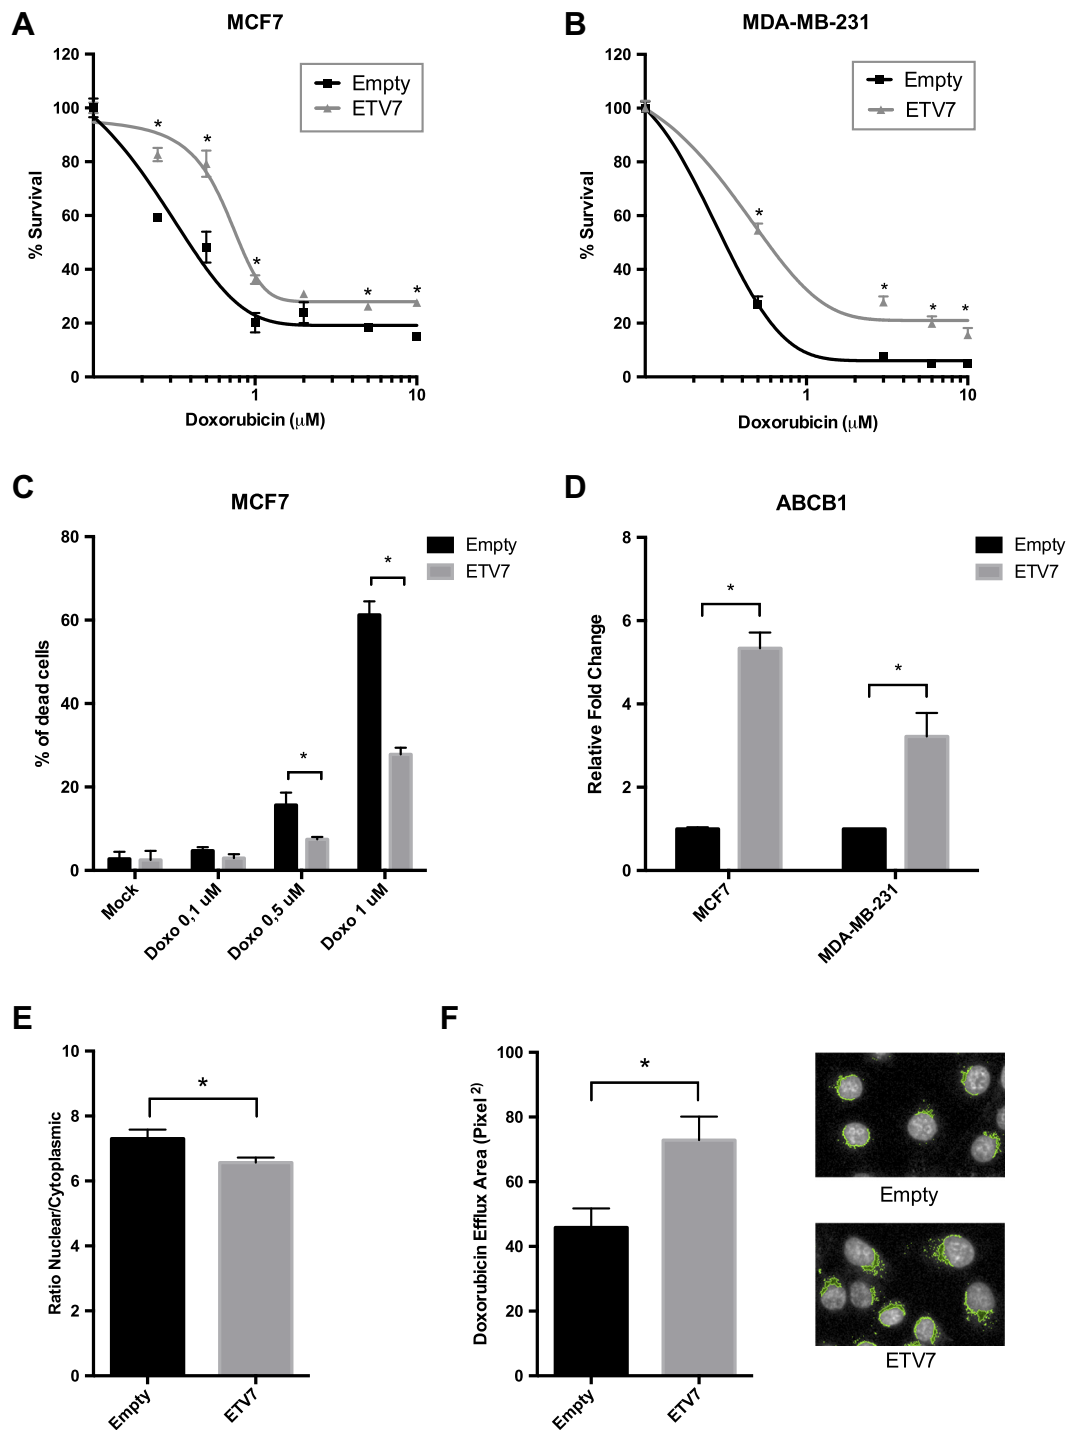 A
MCF7
120
100
80
60
40
20
0
% Survival
Empty
ETV7
*
*
*
*
*
1
10
Doxorubicin (μM)
B
MDA-MB-231
120
100
80
60
40
20
0
% Survival
Empty
ETV7
*
*
*
*
1
10
Doxorubicin (μM)
C
MCF7
80
60
40
20
0
% of dead cells
Empty
ETV7
*
*
Mock
Doxo 0,1 uM
Doxo 0,5 uM
Doxo 1 uM
D
ABCB1
8
6
4
2
0
Relative Fold Change
Empty
ETV7
*
*
MCF7
MDA-MB-231
E
10
8
6
4
2
0
Ratio Nuclear/Cytoplasmic
*
Empty
ETV7
F
100
80
60
40
20
0
Doxorubicin Efflux Area (Pixel ²⁾
*
Empty
ETV7
Empty
ETV7